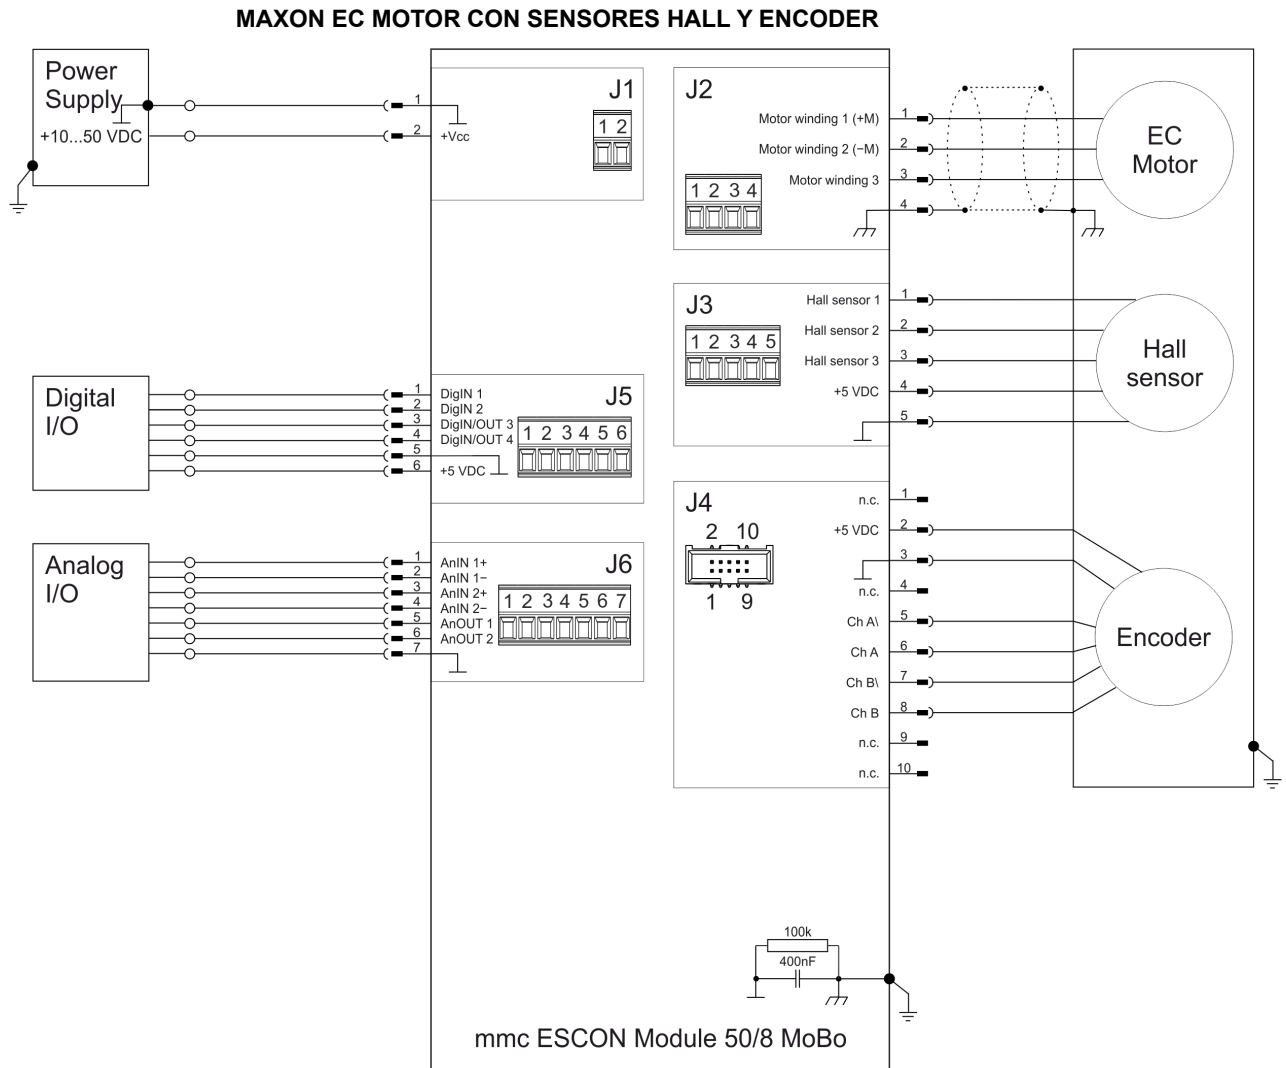 MAXON EC MOTOR CON SENSORES HALL Y ENCODER
Power
Supply
+10...50 VDC
1
2
+Vcc
J1
1 2
J2
1 2 3 4
Motor winding 1 (+M)
1
Motor winding 2 (−M)
2
Motor winding 3
3
4
EC
Motor
J3
1 2 3 4 5
Hall sensor 1
1
Hall sensor 2
2
Hall sensor 3
3
+5 VDC
4
5
Hall
sensor
Digital
I/O
1
DigIN 1
2
DigIN 2
3
DigIN/OUT 3
4
DigIN/OUT 4
5
6
+5 VDC
J5
1 2 3 4 5 6
J4
2 10
1 9
n.c.
1
+5 VDC
2
3
n.c.
4
Ch A\
5
Ch A
6
Ch B\
7
Ch B
8
n.c.
9
n.c.
10
Encoder
Analog
I/O
1
AnIN 1+
2
AnIN 1−
3
AnIN 2+
4
AnIN 2−
5
AnOUT 1
6
AnOUT 2
7
J6
1 2 3 4 5 6 7
100k
400nF
mmc ESCON Module 50/8 MoBo